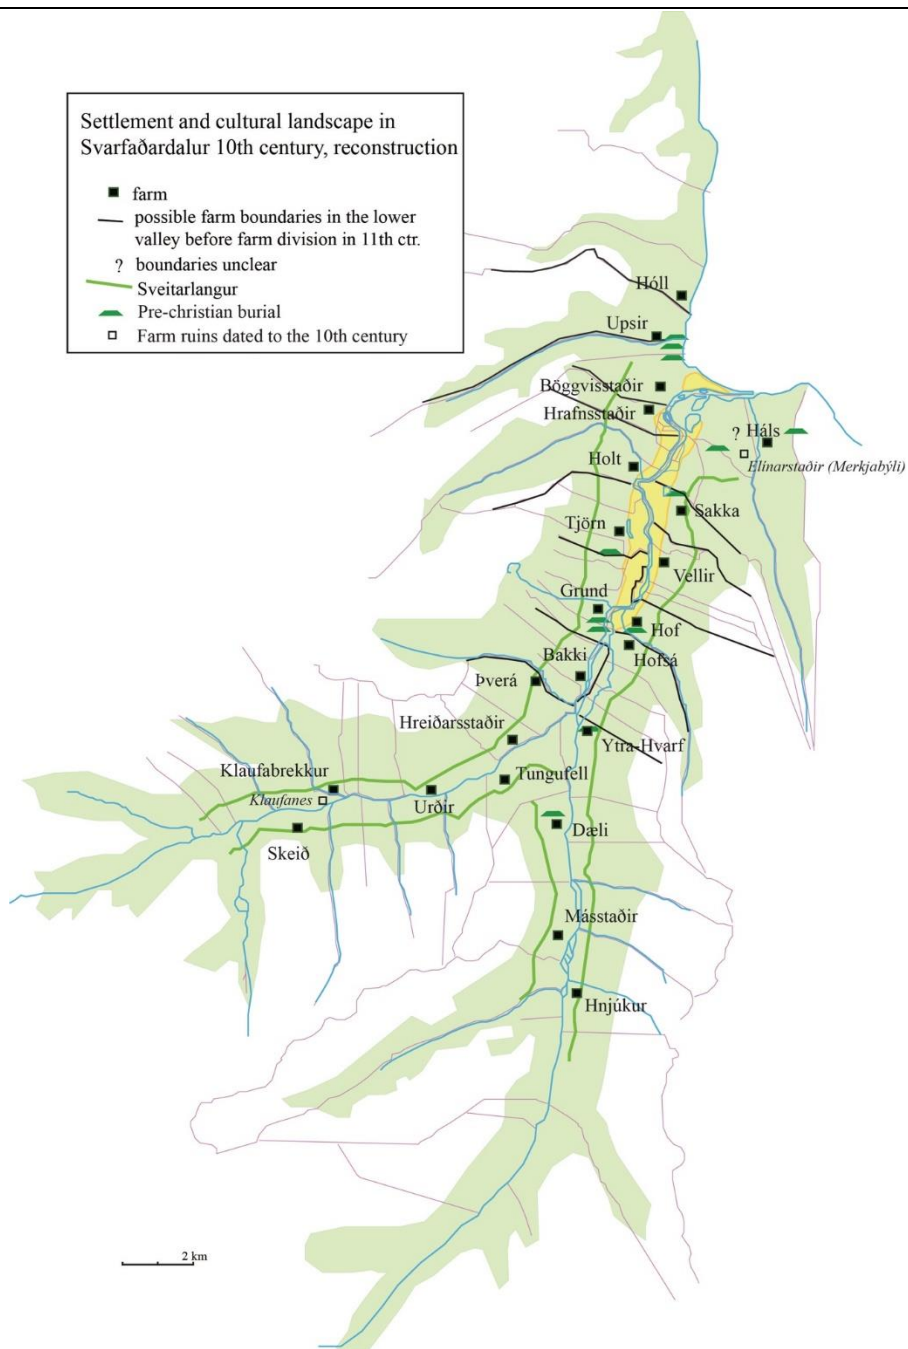 Settlement and cultural landscape in
Svarfaðardalur 10th century, reconstruction
farm
possible farm boundaries in the lower
valley before farm division in 11th ctr.
? boundaries unclear
Sveitarlangur
Pre-christian burial
Farm ruins dated to the 10th century
Hóll
Upsir
Böggvisstaðir
Hrafnsstaðir
? Háls
Elínarstaðir (Merkjabýli)
Holt
Sakka
Tjörn
Vellir
Grund
Hof
Hofsá
Bakki
Þverá
Hreiðarsstaðir
Ytra-Hvarf
Klaufabrekkur
Tungufell
Klaufanes
Urðir
Dæli
Skeið
Másstaðir
Hnjúkur
2 km